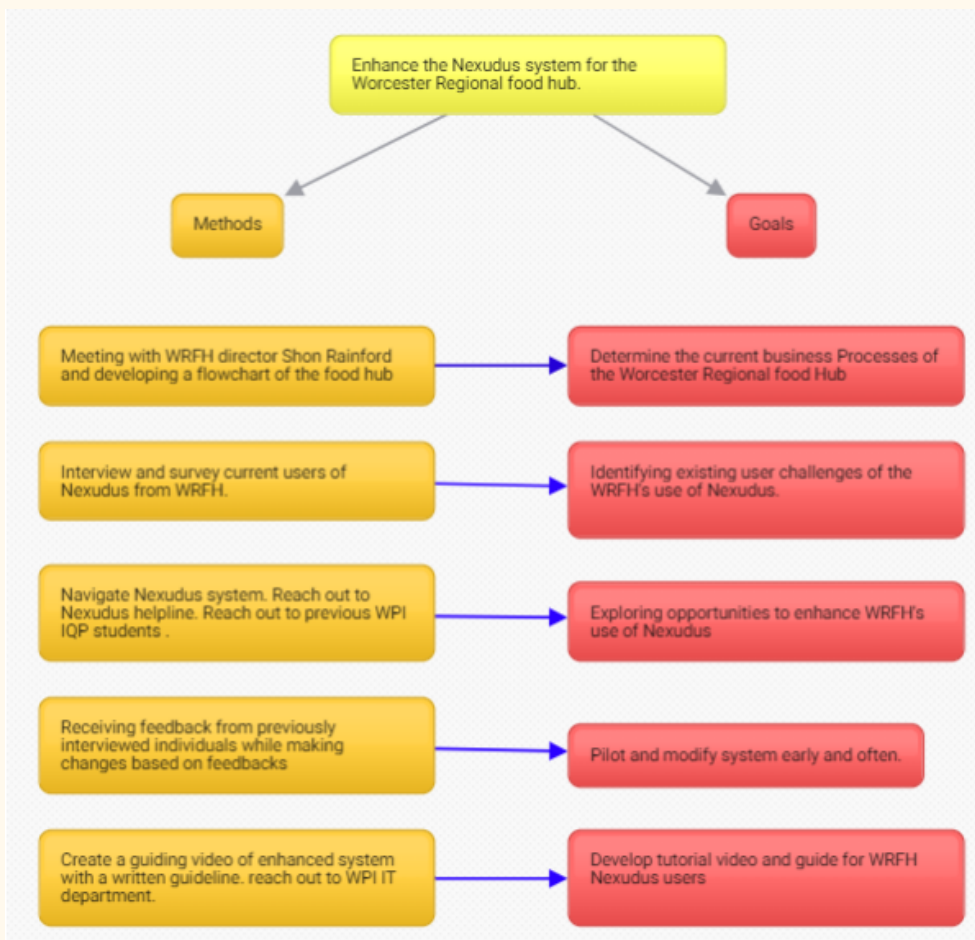 Enhance the Nexudus system for the
Worcester Regional food hub.
Methods
Goals
Meeting with WRFH director Shon Rainford
and developing a flowchart of the food hub
Determine the current business Processes of
the Worcester Regional food Hub
Interview and survey current users of
Nexudus from WRFH.
Identifying existing user challenges of the
WRFH's use of Nexudus.
Navigate Nexudus system. Reach out to
Nexudus helpline. Reach out to previous WPI
IQP students .
Exploring opportunities to enhance WRFH's
use of Nexudus
Receiving feedback from previously
interviewed individuals while making
changes based on feedbacks
Pilot and modify system early and often.
Create a guiding video of enhanced system
with a written guideline. reach out to WPI IT
department.
Develop tutorial video and guide for WRFH
Nexudus users